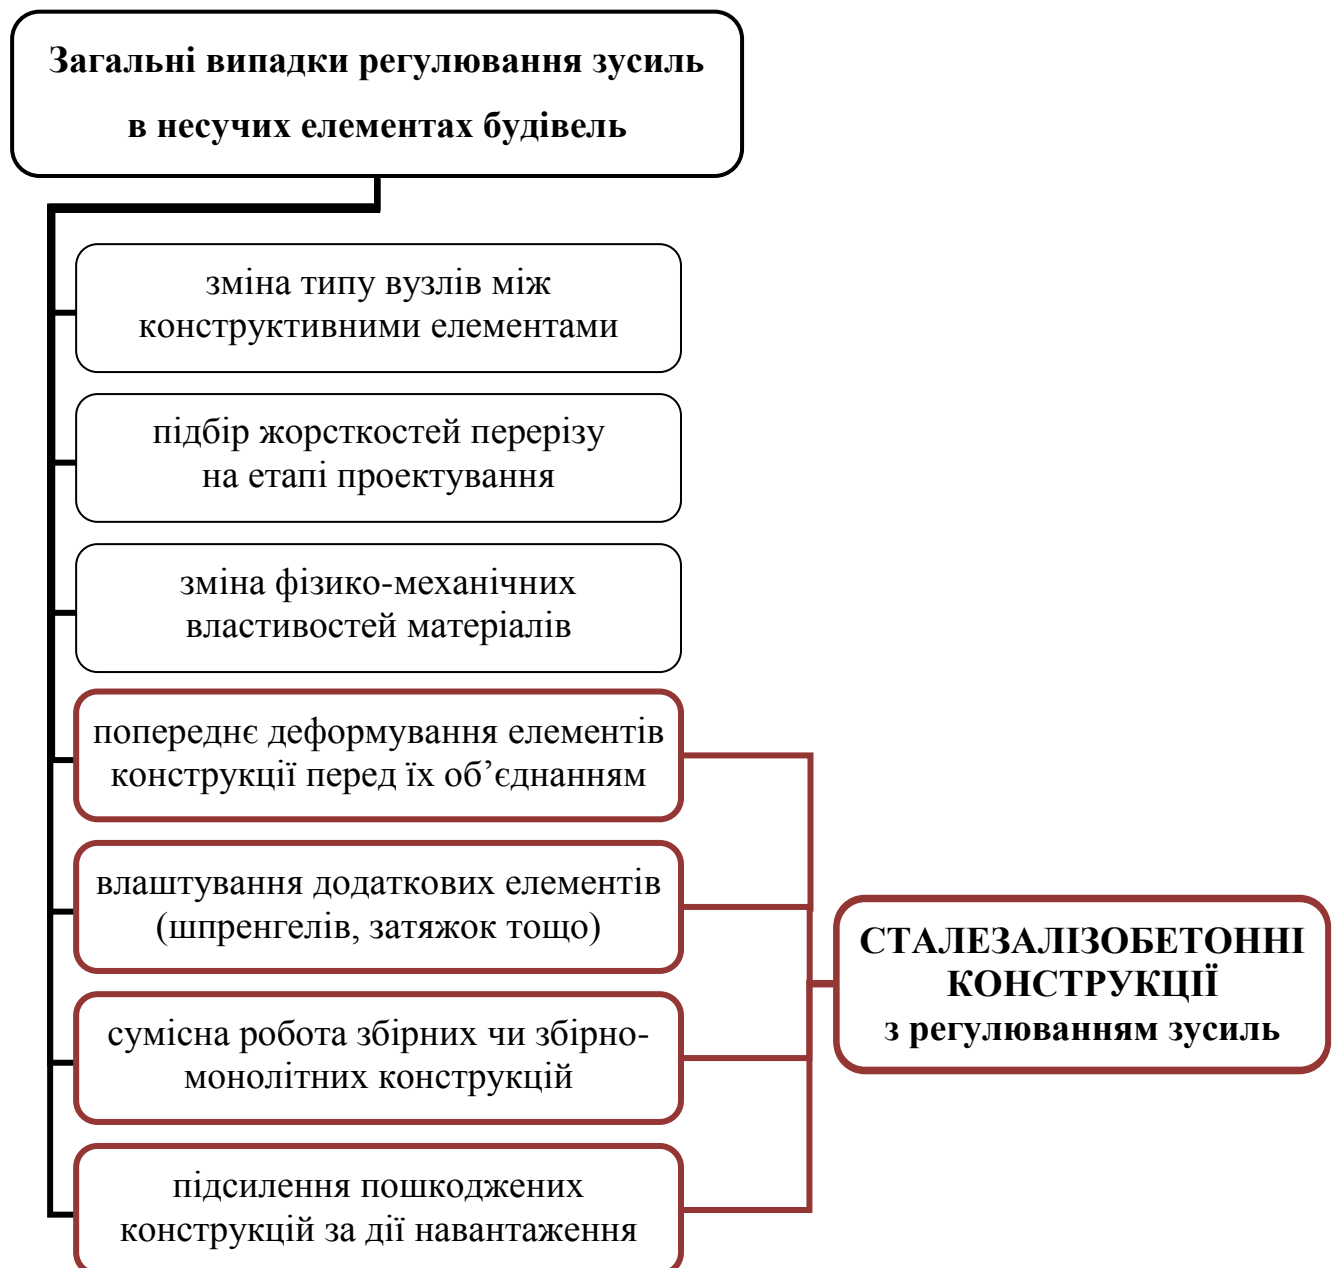 Загальні випадки регулювання зусиль
в несучих елементах будівель
зміна типу вузлів між
конструктивними елементами
підбір жорсткостей перерізу
на етапі проектування
зміна фізико-механічних
властивостей матеріалів
попереднє деформування елементів
конструкції перед їх об’єднанням
влаштування додаткових елементів
(шпренгелів, затяжок тощо)
сумісна робота збірних чи збірно-
монолітних конструкцій
підсилення пошкоджених
конструкцій за дії навантаження
СТАЛЕЗАЛІЗОБЕТОННІ
КОНСТРУКЦІЇ
з регулюванням зусиль